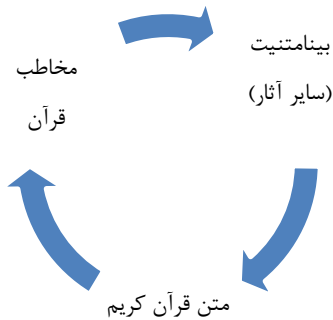 بینامتنیت
(سایر آثار)
مخاطب
قرآن
متن قرآن کریم